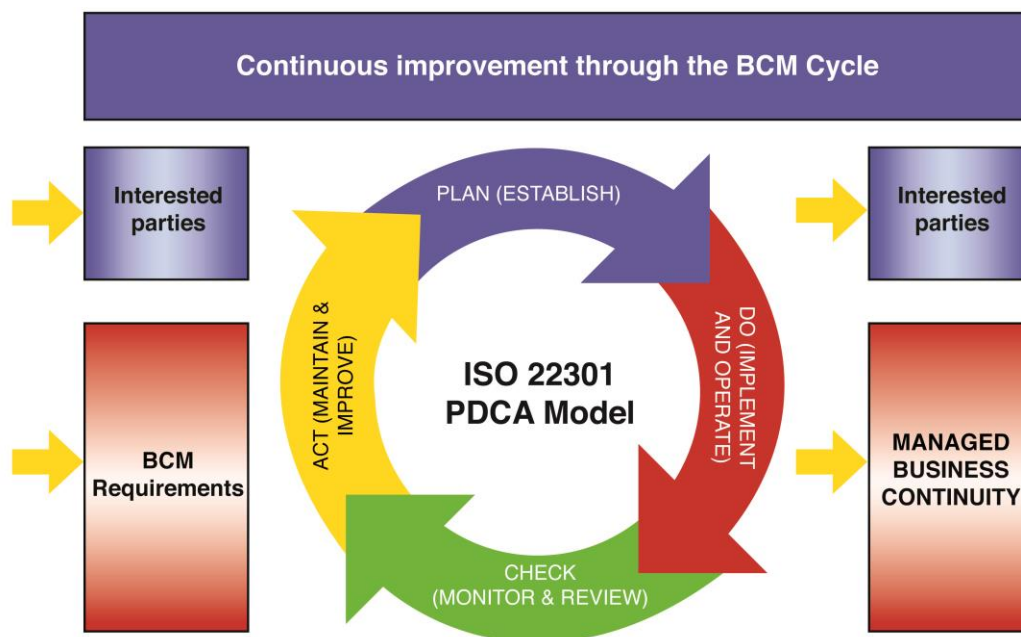 Continuous improvement through the BCM Cycle
Interested
parties
PLAN (ESTABLISH)
Interested
parties
ACT (MAINTAIN &
IMPROVE)
ISO 22301
PDCA Model
DO (IMPLEMENT
AND OPERATE)
BCM
Requirements
MANAGED
BUSINESS
CONTINUITY
CHECK
(MONITOR & REVIEW)